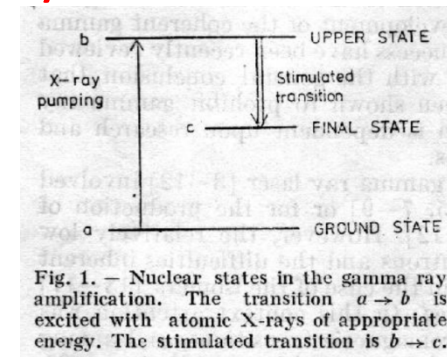 b UPPER STATE
X-ray pumping
Stimulated transition
c FINAL STATE
a GROUND STATE
Fig. 1. — Nuclear states in the gamma ray
amplification. The transition a → b is
excited with atomic X-rays of appropriate
energy. The stimulated transition is b → c.